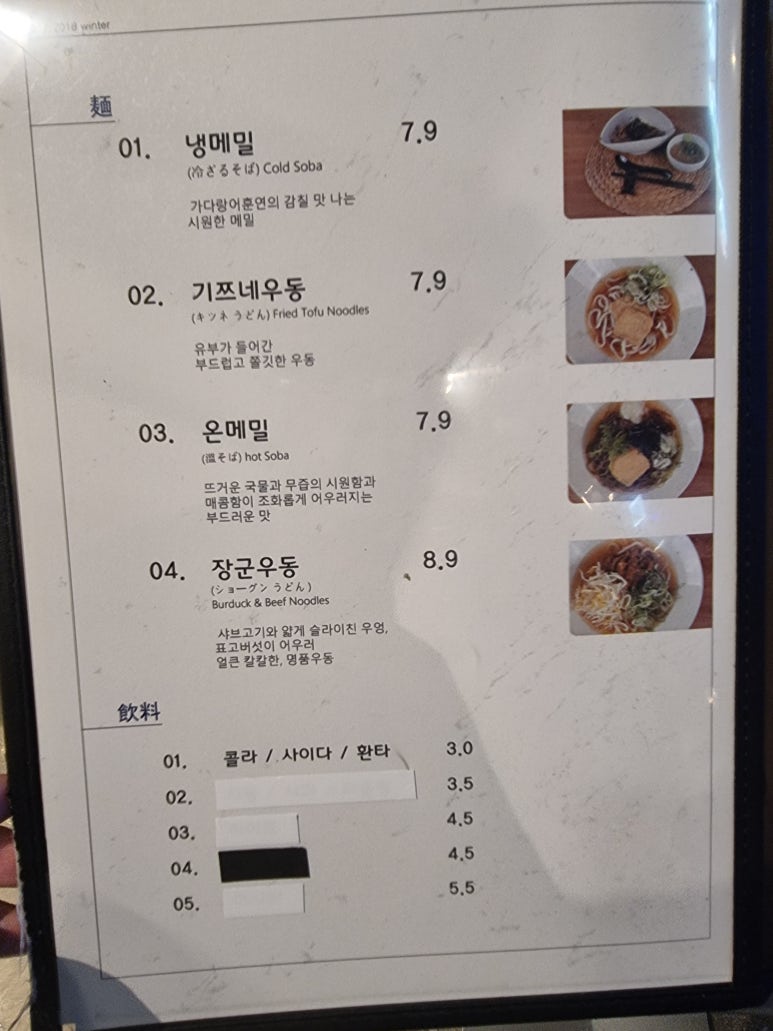 2018 winter
麺
01. 냉메밀 7.9
(冷ざるそば) Cold Soba
가다랑어훈연의 감칠 맛 나는
시원한 메밀
02. 기쯔네우동 7.9
(キツネ うどん) Fried Tofu Noodles
유부가 들어간
부드럽고 쫄깃한 우동
03. 온메밀 7.9
(温そば) hot Soba
뜨거운 국물과 무즙의 시원함과
매콤함이 조화롭게 어우러지는
부드러운 맛
04. 장군우동 8.9
(ショーグン うどん)
Burduck & Beef Noodles
샤브고기와 얇게 슬라이친 우엉,
표고버섯이 어우러
얼큰 칼칼한, 명품우동
飲料
01. 콜라 / 사이다 / 환타 3.0
02. 3.5
03. 4.5
04. 4.5
05. 5.5